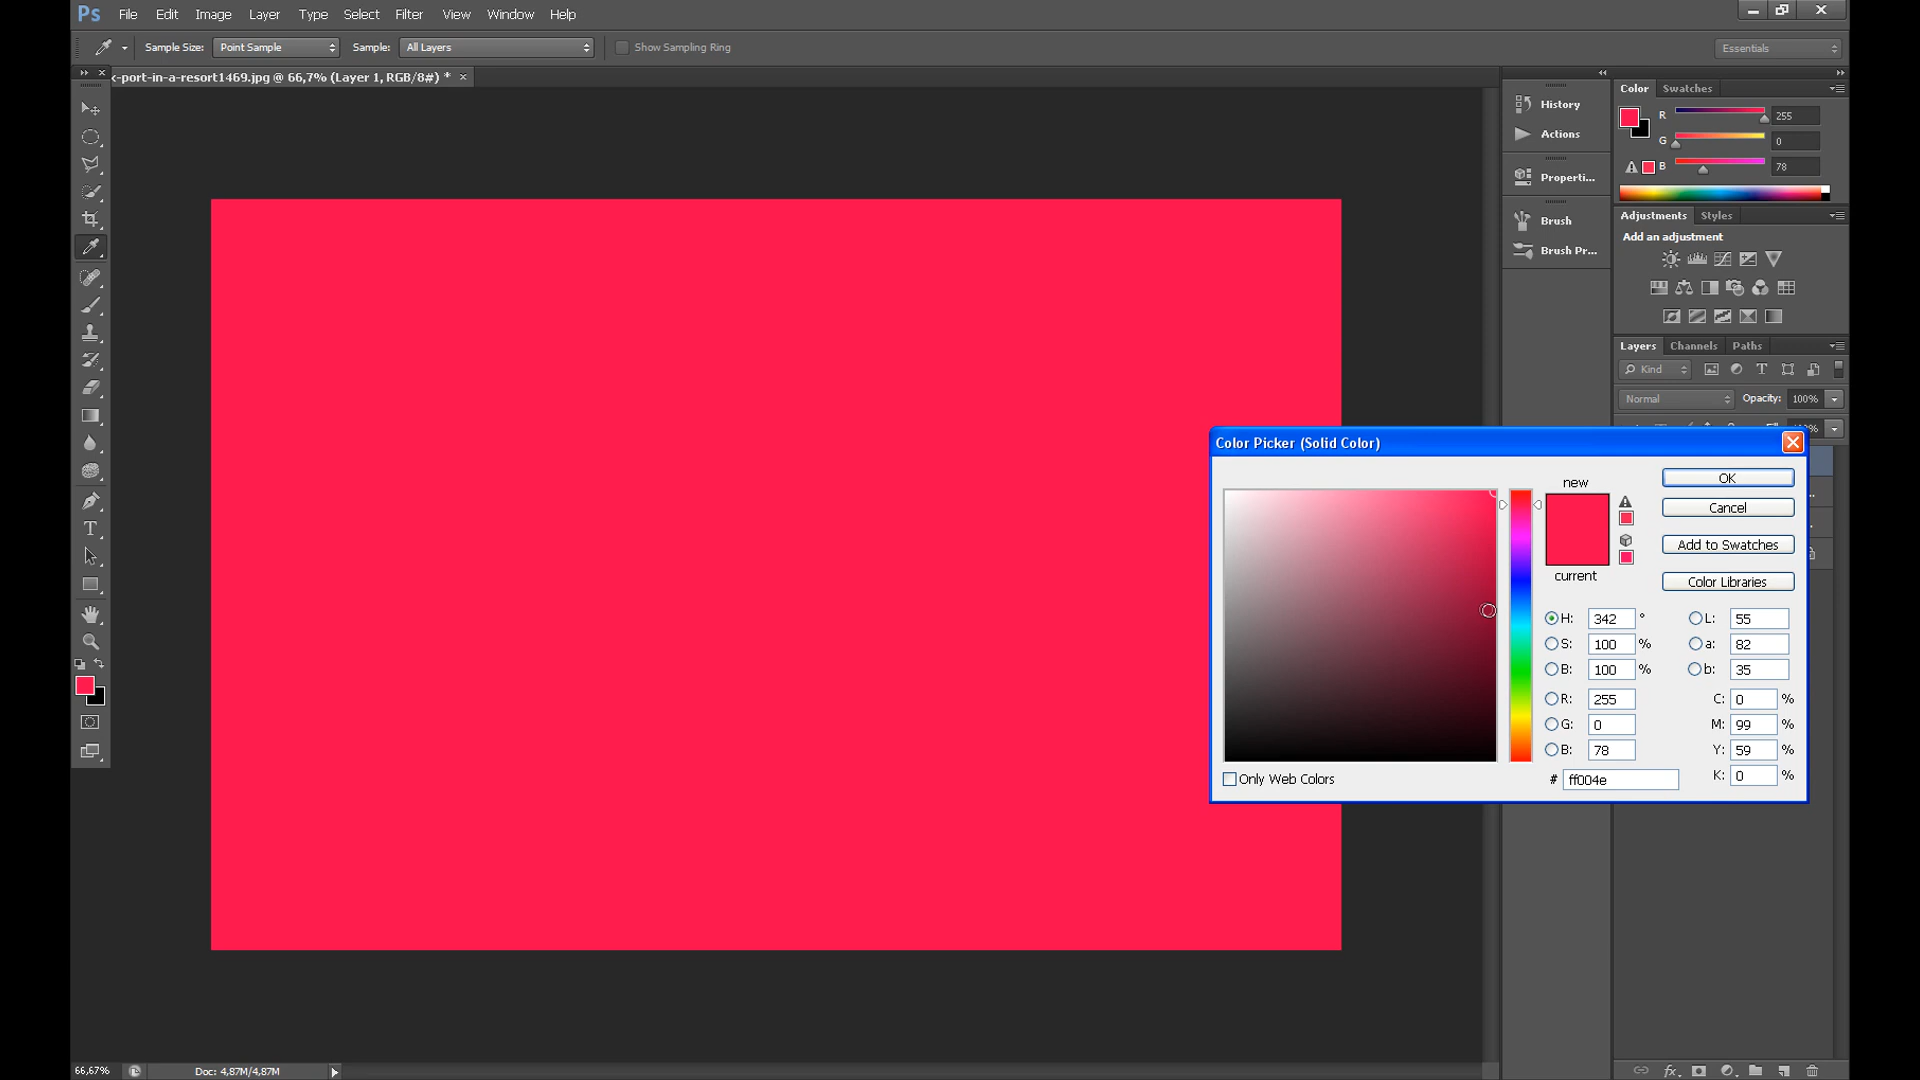 Ps File Edit Image Layer Type Select Filter View Window Help
Sample Size: Point Sample Sample: All Layers Show Sampling Ring Essentials
-port-in-a-resort1469.jpg @ 66,7% (Layer 1, RGB/8#) * ×
History
Actions
Properti...
Brush
Brush Pr...
Color Swatches
R 255
G 0
B 78
Adjustments Styles
Add an adjustment
Layers Channels Paths
Kind
Normal Opacity: 100%
Color Picker (Solid Color)
new
current
OK
Cancel
Add to Swatches
Color Libraries
H: 342 °
S: 100 %
B: 100 %
R: 255
G: 0
B: 78
# ff004e
L: 55
a: 82
b: 35
C: 0 %
M: 99 %
Y: 59 %
K: 0 %
Only Web Colors
66,67% Doc: 4,87M/4,87M
fx